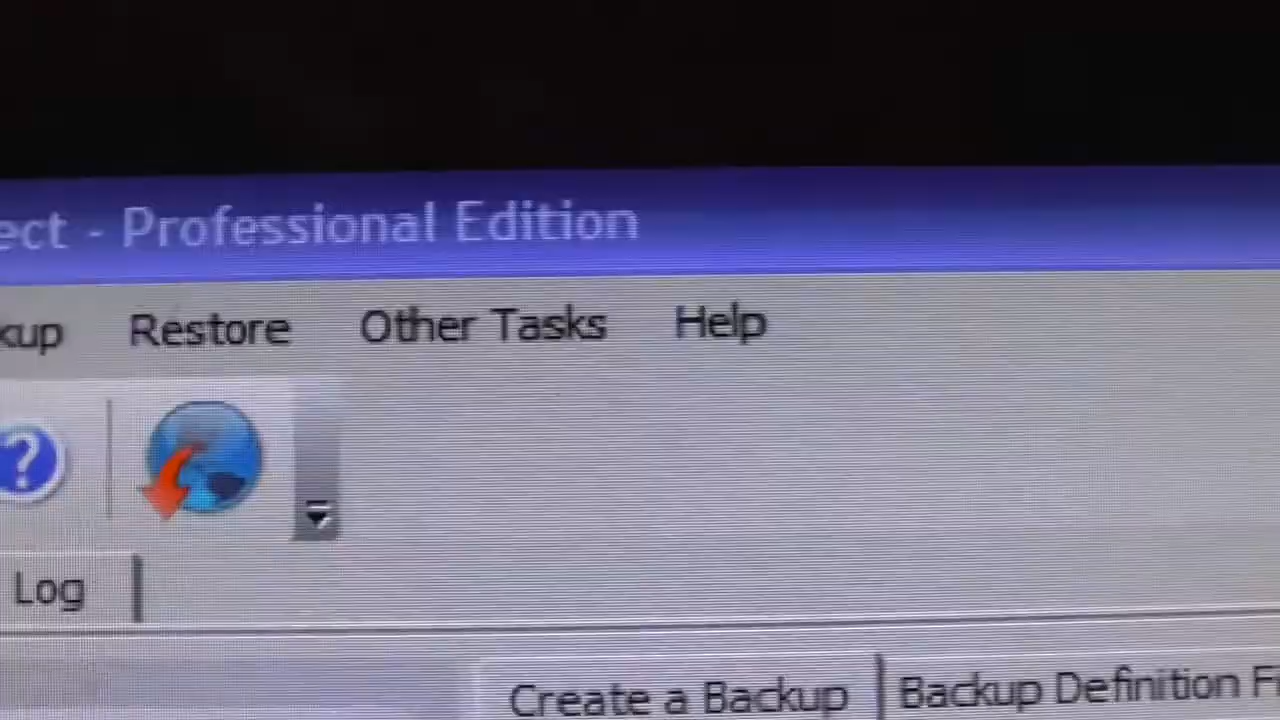 ect - Professional Edition
kup Restore Other Tasks Help
?
Log
Create a Backup Backup Definition Fi